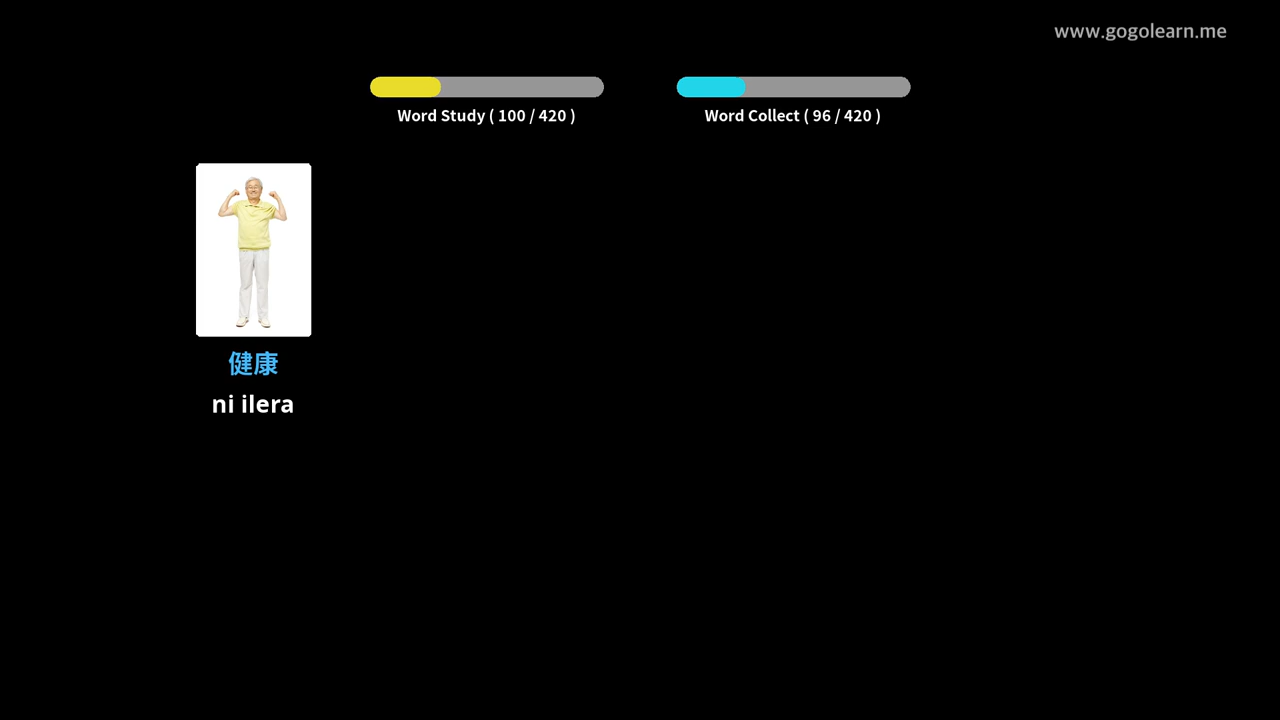 www.gogolearn.me
Word Study ( 100 / 420 )
Word Collect ( 96 / 420 )
健康
ni ilera